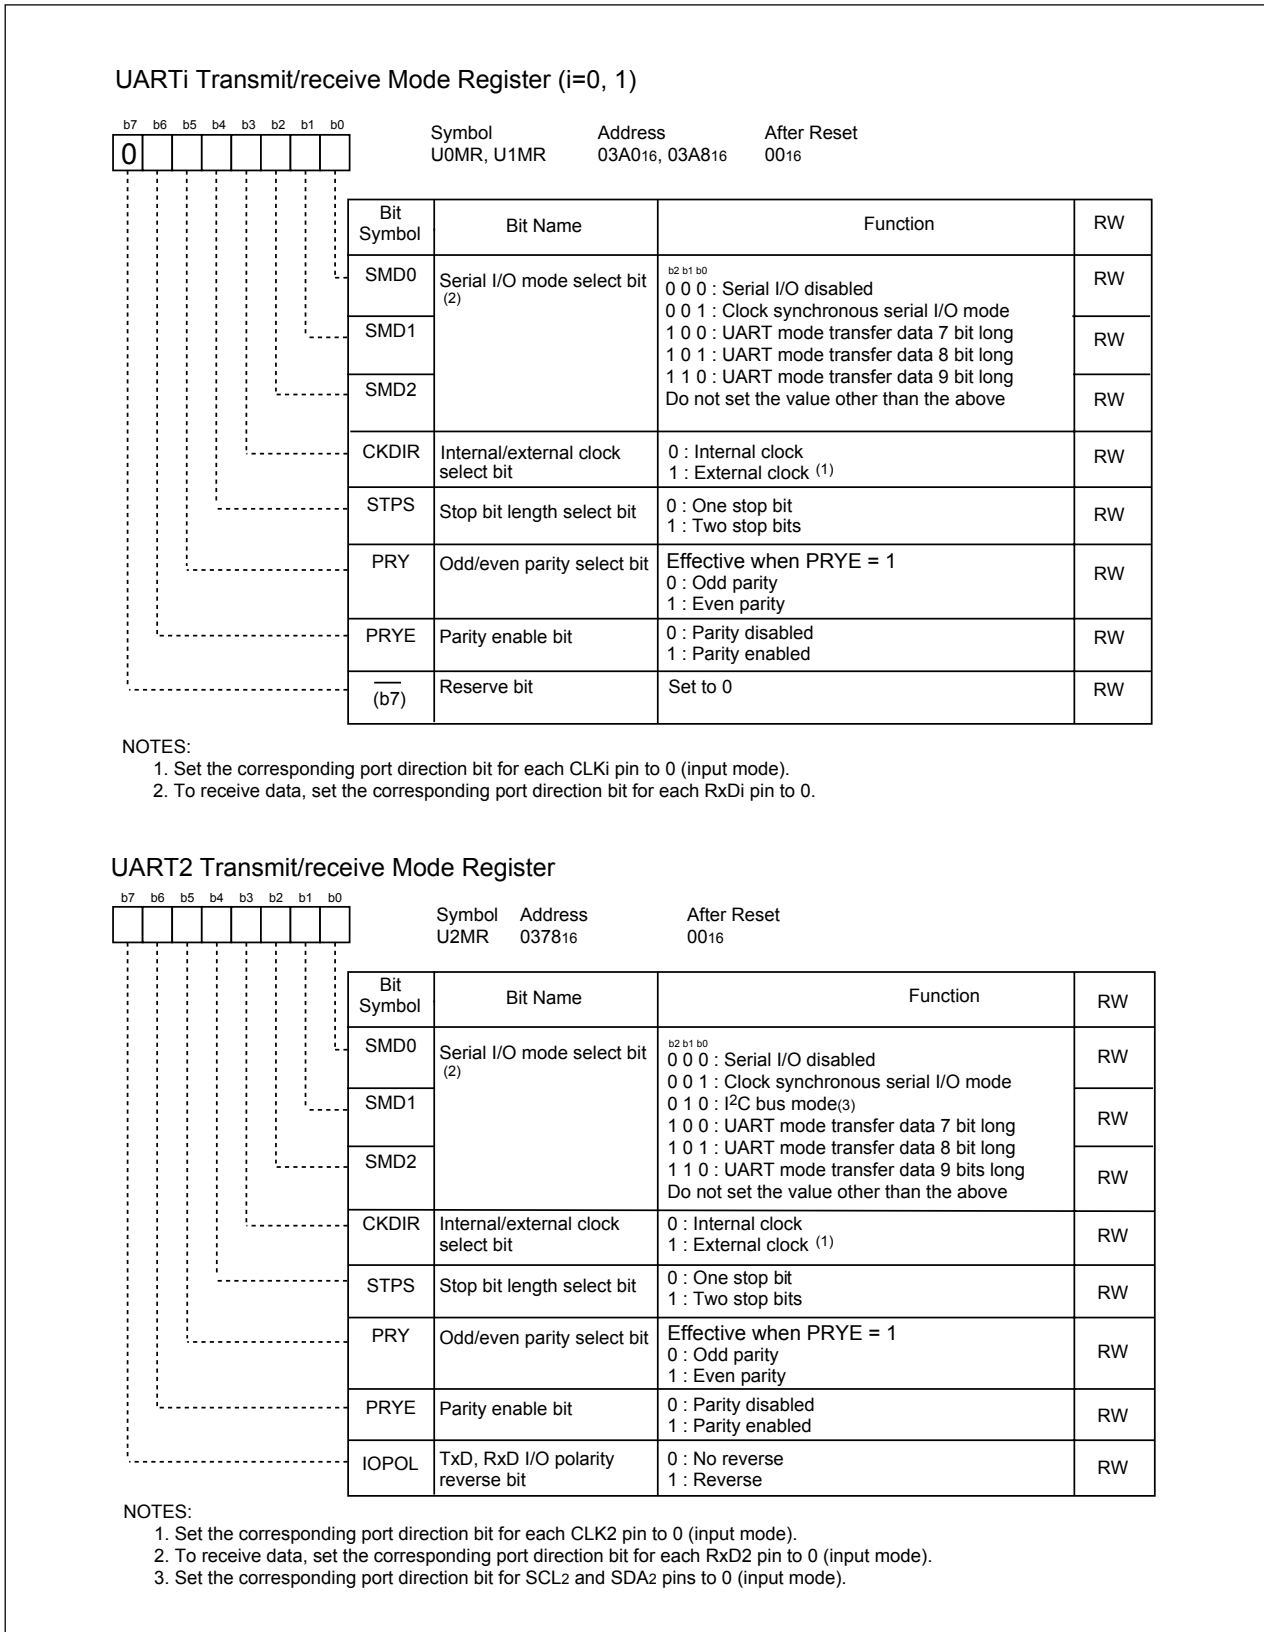 UARTi Transmit/receive Mode Register (i=0, 1)
b7 b6 b5 b4 b3 b2 b1 b0
0
Symbol Address After Reset
U0MR, U1MR 03A016, 03A816 0016
Bit Symbol Bit Name Function RW
SMD0 Serial I/O mode select bit (2) RW
b2 b1 b0
0 0 0 : Serial I/O disabled
0 0 1 : Clock synchronous serial I/O mode
SMD1 1 0 0 : UART mode transfer data 7 bit long RW
1 0 1 : UART mode transfer data 8 bit long
1 1 0 : UART mode transfer data 9 bit long
SMD2 Do not set the value other than the above RW
CKDIR Internal/external clock select bit 0 : Internal clock RW
1 : External clock (1)
STPS Stop bit length select bit 0 : One stop bit RW
1 : Two stop bits
PRY Odd/even parity select bit Effective when PRYE = 1 RW
0 : Odd parity
1 : Even parity
PRYE Parity enable bit 0 : Parity disabled RW
1 : Parity enabled
(b7) Reserve bit Set to 0 RW
NOTES:
1. Set the corresponding port direction bit for each CLKi pin to 0 (input mode).
2. To receive data, set the corresponding port direction bit for each RxDi pin to 0.
UART2 Transmit/receive Mode Register
b7 b6 b5 b4 b3 b2 b1 b0
Symbol Address After Reset
U2MR 037816 0016
Bit Symbol Bit Name Function RW
SMD0 Serial I/O mode select bit (2) RW
b2 b1 b0
0 0 0 : Serial I/O disabled
0 0 1 : Clock synchronous serial I/O mode
SMD1 0 1 0 : I2C bus mode(3) RW
1 0 0 : UART mode transfer data 7 bit long
1 0 1 : UART mode transfer data 8 bit long
SMD2 1 1 0 : UART mode transfer data 9 bits long RW
Do not set the value other than the above
CKDIR Internal/external clock select bit 0 : Internal clock RW
1 : External clock (1)
STPS Stop bit length select bit 0 : One stop bit RW
1 : Two stop bits
PRY Odd/even parity select bit Effective when PRYE = 1 RW
0 : Odd parity
1 : Even parity
PRYE Parity enable bit 0 : Parity disabled RW
1 : Parity enabled
IOPOL TxD, RxD I/O polarity reverse bit 0 : No reverse RW
1 : Reverse
NOTES:
1. Set the corresponding port direction bit for each CLK2 pin to 0 (input mode).
2. To receive data, set the corresponding port direction bit for each RxD2 pin to 0 (input mode).
3. Set the corresponding port direction bit for SCL2 and SDA2 pins to 0 (input mode).